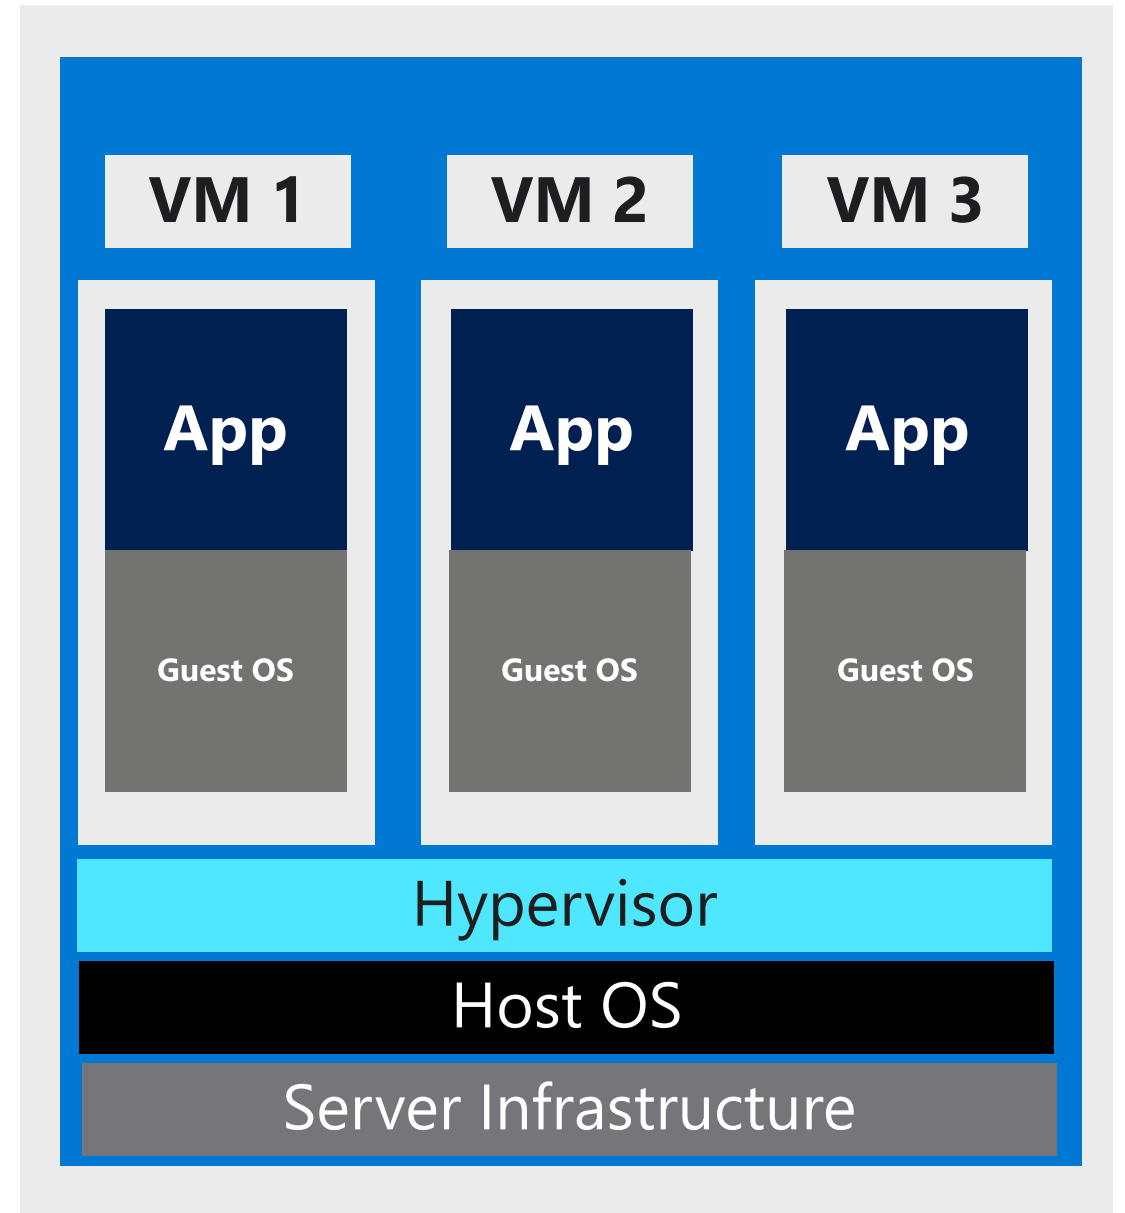 VM 1
VM 2
VM 3
App
App
App
Guest OS
Guest OS
Guest OS
Hypervisor
Host OS
Server Infrastructure